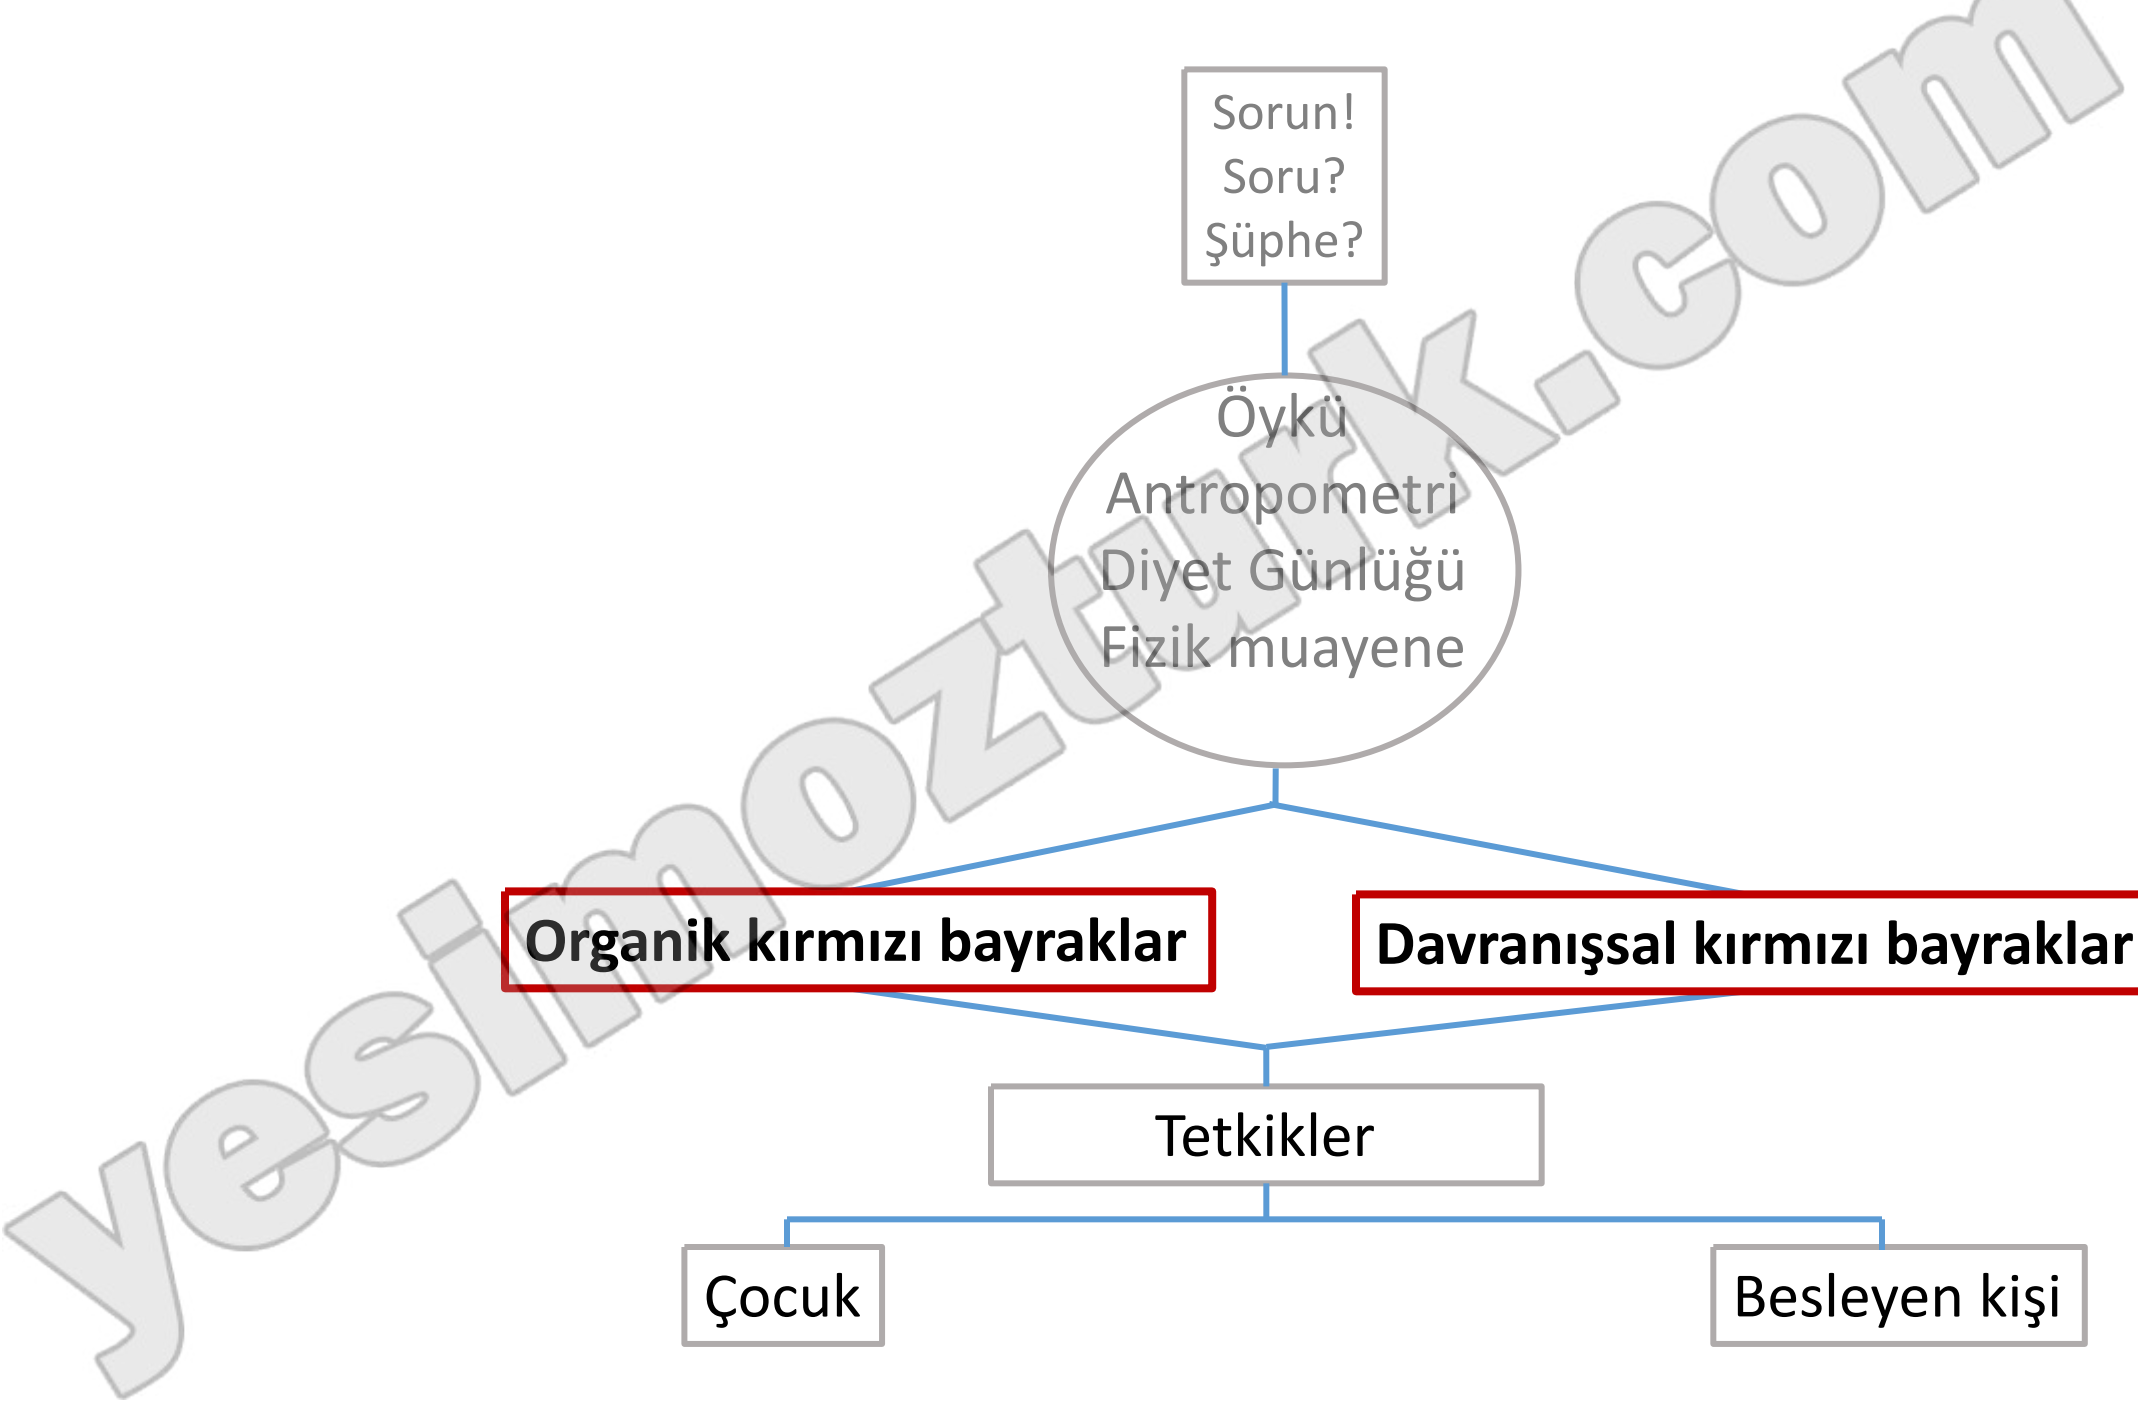 Sorun!
Soru?
Şüphe?
Öykü
Antropometri
Diyet Günlüğü
Fizik muayene
Organik kırmızı bayraklar
Davranışsal kırmızı bayraklar
Tetkikler
Çocuk
Besleyen kişi
yesimozturk.com